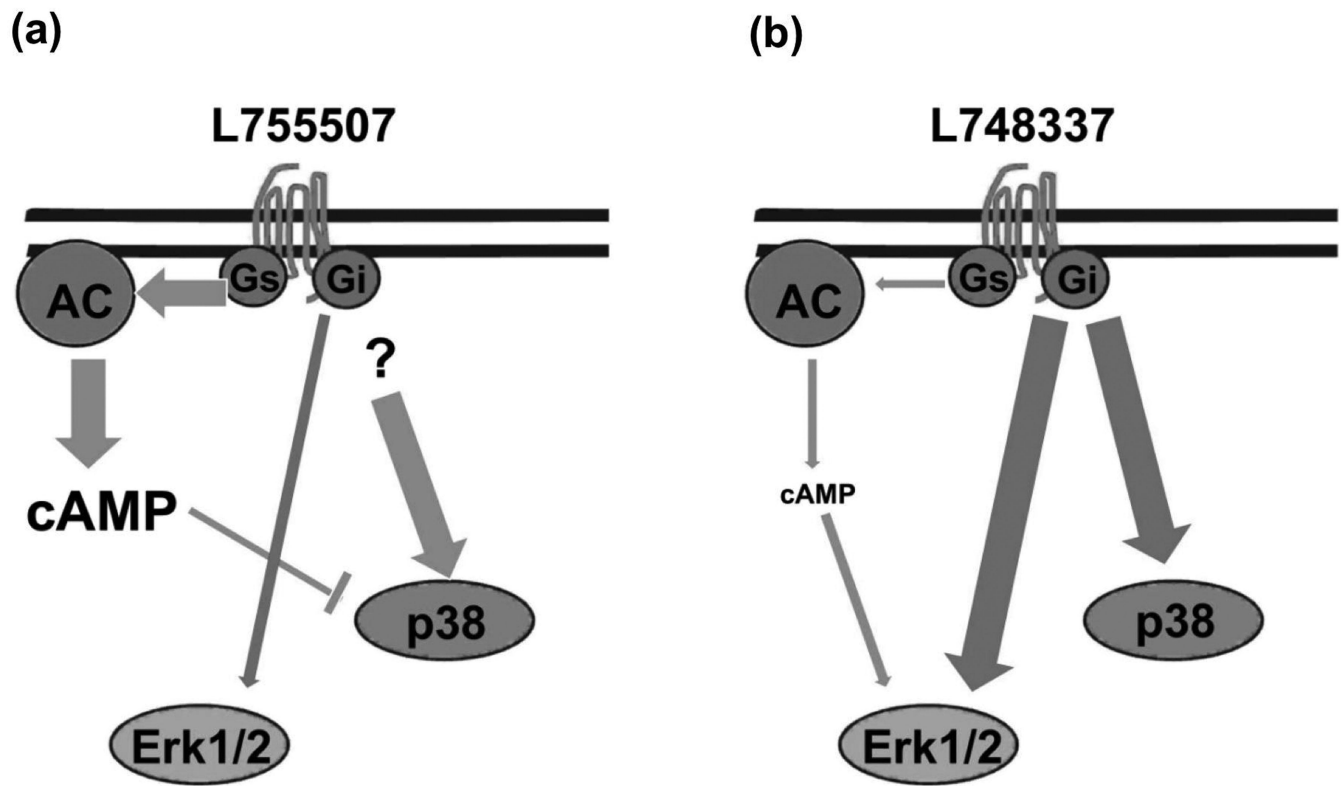 (a)
L755507
AC
Gs
Gi
?
cAMP
p38
Erk1/2
(b)
L748337
AC
Gs
Gi
cAMP
p38
Erk1/2